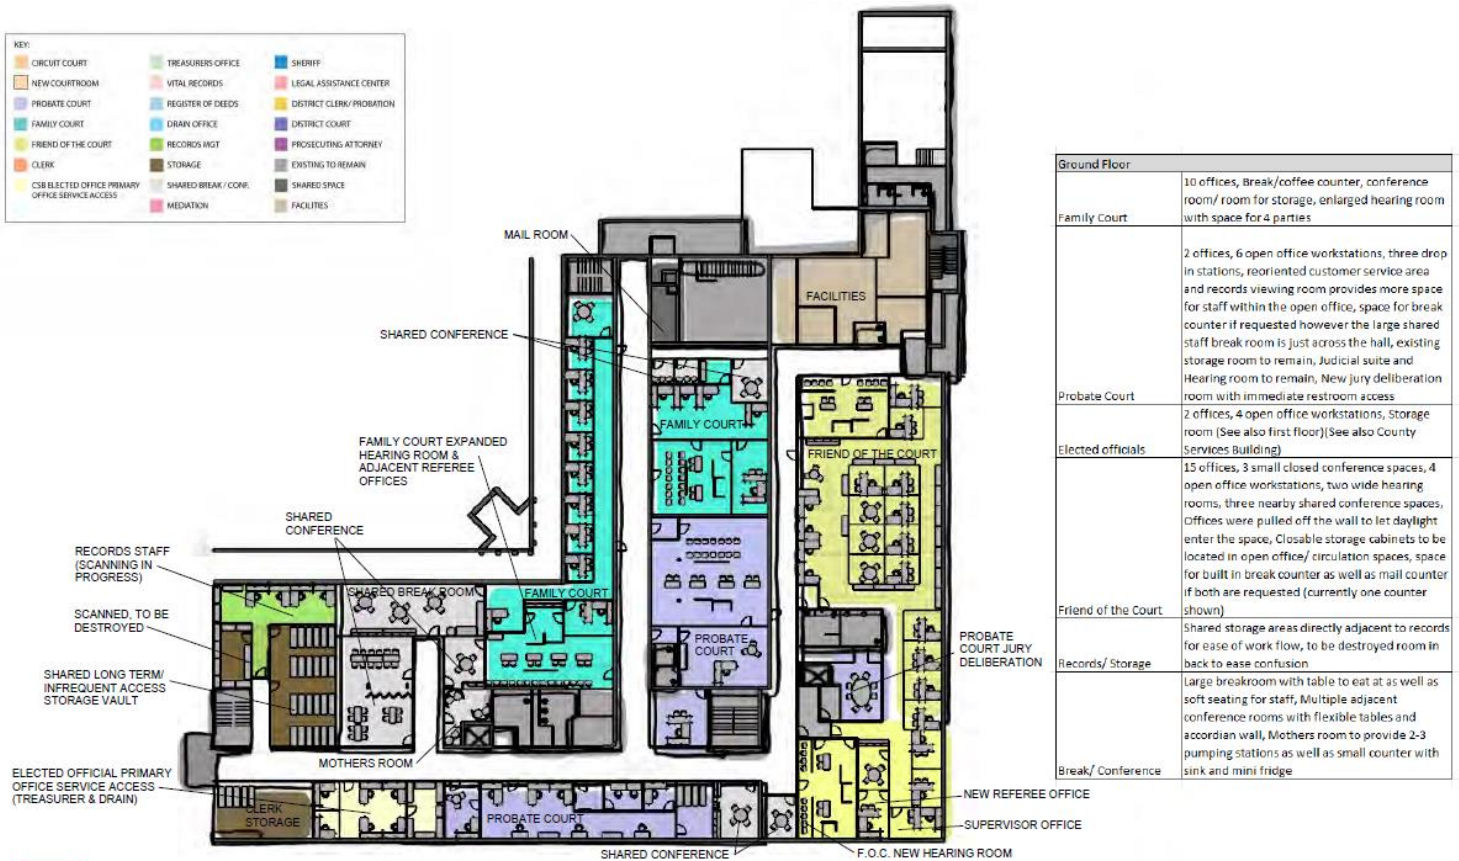 KEY:
CIRCUIT COURT
NEW COURTROOM
PROBATE COURT
FAMILY COURT
FRIEND OF THE COURT
CLERK
CSB ELECTED OFFICE PRIMARY
OFFICE SERVICE ACCESS
TREASURERS OFFICE
VITAL RECORDS
REGISTER OF DEEDS
DRAIN OFFICE
RECORDS MGT
STORAGE
SHARED BREAK / CONF.
MEDIATION
SHERIFF
LEGAL ASSISTANCE CENTER
DISTRICT CLERK/ PROBATION
DISTRICT COURT
PROSECUTING ATTORNEY
EXISTING TO REMAIN
SHARED SPACE
FACILITIES
MAIL ROOM
FACILITIES
SHARED CONFERENCE
FAMILY COURT
FAMILY COURT EXPANDED
HEARING ROOM &
ADJACENT REFEREE
OFFICES
FRIEND OF THE COURT
SHARED
CONFERENCE
RECORDS STAFF
(SCANNING IN
PROGRESS)
SHARED BREAK ROOM
FAMILY COURT
SCANNED, TO BE
DESTROYED
PROBATE
COURT
PROBATE
COURT JURY
DELIBERATION
SHARED LONG TERM/
INFREQUENT ACCESS
STORAGE VAULT
MOTHERS ROOM
ELECTED OFFICIAL PRIMARY
OFFICE SERVICE ACCESS
(TREASURER & DRAIN)
CLERK
STORAGE
PROBATE COURT
NEW REFEREE OFFICE
SUPERVISOR OFFICE
SHARED CONFERENCE
F.O.C. NEW HEARING ROOM
Ground Floor
10 offices, Break/coffee counter, conference
room/ room for storage, enlarged hearing room
Family Court with space for 4 parties
2 offices, 6 open office workstations, three drop
in stations, reoriented customer service area
and records viewing room provides more space
for staff within the open office, space for break
counter if requested however the large shared
staff break room is just across the hall, existing
storage room to remain, Judicial suite and
Hearing room to remain, New jury deliberation
Probate Court room with immediate restroom access
2 offices, 4 open office workstations, Storage
room (See also first floor)(See also County
Elected officials Services Building)
15 offices, 3 small closed conference spaces, 4
open office workstations, two wide hearing
rooms, three nearby shared conference spaces,
Offices were pulled off the wall to let daylight
enter the space, Closable storage cabinets to be
located in open office/ circulation spaces, space
for built in break counter as well as mail counter
if both are requested (currently one counter
Friend of the Court shown)
Shared storage areas directly adjacent to records
for ease of work flow, to be destroyed room in
Records/ Storage back to ease confusion
Large breakroom with table to eat at as well as
soft seating for staff, Multiple adjacent
conference rooms with flexible tables and
accordian wall, Mothers room to provide 2-3
pumping stations as well as small counter with
Break/ Conference sink and mini fridge